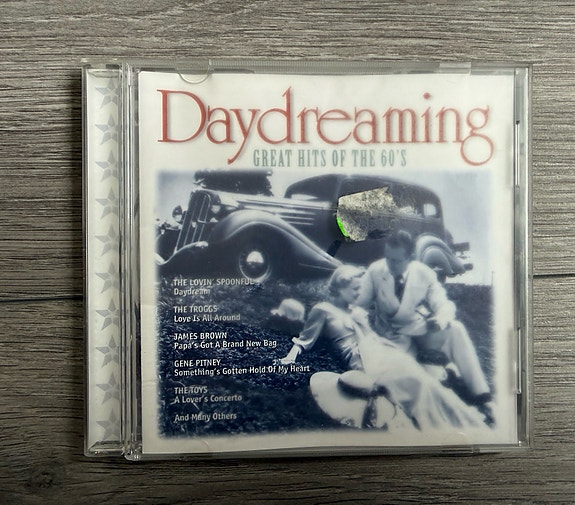 Daydreaming
GREAT HITS OF THE 60'S
THE LOVIN' SPOONFUL
Daydream
THE TROGGS
Love Is All Around
JAMES BROWN
Papa's Got A Brand New Bag
GENE PITNEY
Something's Gotten Hold Of My Heart
THE TOYS
A Lover's Concerto
And Many Others